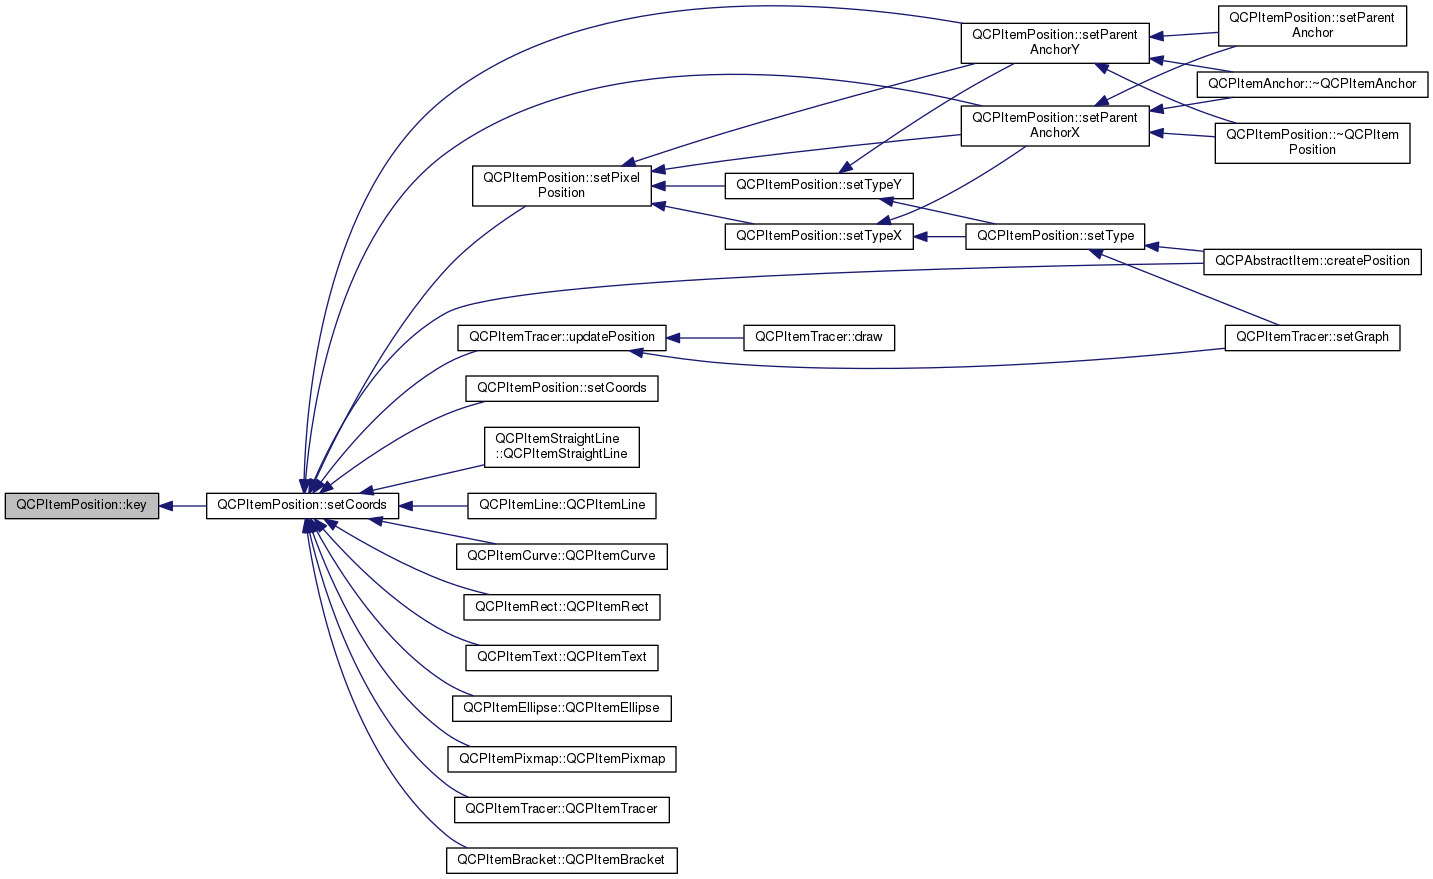 QCPItemPosition::setParent
Anchor
QCPItemPosition::setParent
AnchorY
QCPItemAnchor::~QCPItemAnchor
QCPItemPosition::setParent
AnchorX
QCPItemPosition::~QCPItem
Position
QCPItemPosition::setPixel
Position
QCPItemPosition::setTypeY
QCPItemPosition::setTypeX
QCPItemPosition::setType
QCPAbstractItem::createPosition
QCPItemTracer::updatePosition
QCPItemTracer::draw
QCPItemTracer::setGraph
QCPItemPosition::setCoords
QCPItemStraightLine
::QCPItemStraightLine
QCPItemPosition::key
QCPItemPosition::setCoords
QCPItemLine::QCPItemLine
QCPItemCurve::QCPItemCurve
QCPItemRect::QCPItemRect
QCPItemText::QCPItemText
QCPItemEllipse::QCPItemEllipse
QCPItemPixmap::QCPItemPixmap
QCPItemTracer::QCPItemTracer
QCPItemBracket::QCPItemBracket